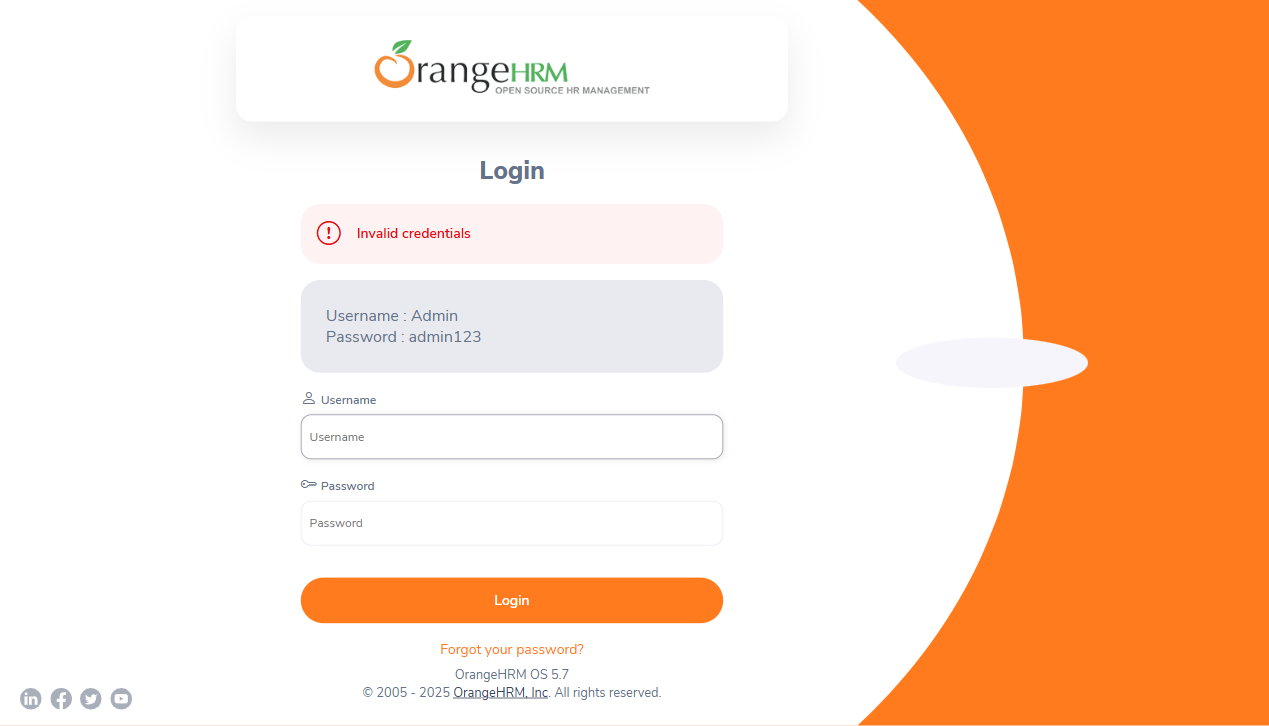 OrangeHRM
OPEN SOURCE HR MANAGEMENT
Login
Invalid credentials
Username : Admin
Password : admin123
Username
Username
Password
Password
Login
Forgot your password?
OrangeHRM OS 5.7
© 2005 - 2025 OrangeHRM, Inc. All rights reserved.